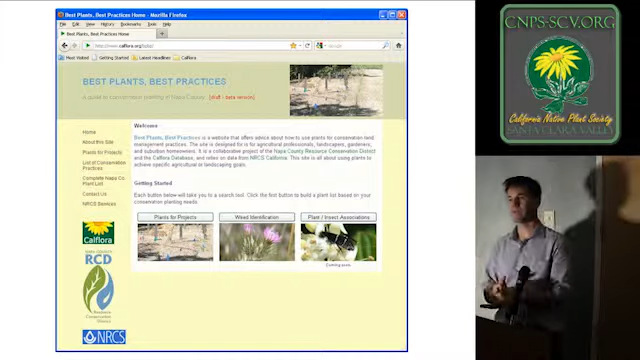 Best Plants, Best Practices Home - Mozilla Firefox
File Edit View History Bookmarks Tools Help
Best Plants, Best Practices Home
http://www.calflora.org/bpbp/
Most Visited Getting Started Latest Headlines Calflora
BEST PLANTS, BEST PRACTICES
A guide to conservation planting in Napa County [draft - beta version]
Home
About this Site
Plants for Projects
List of Conservation
Practices
Complete Napa Co.
Plant List
Contact Us
NRCS Services
Calflora
RCD
NRCS
Welcome
Best Plants, Best Practices is a website that offers advice about how to use plants for conservation land
management practices. The site is designed for agricultural professionals, landscapers, gardeners,
and suburban homeowners. It is a collaborative project of the Napa County Resource Conservation District
and the Calflora Database, and relies on data from NRCS California. This site is all about using plants to
achieve specific agricultural or landscaping goals.
Getting Started
Each button below will take you to a search tool. Click the first button to build a plant list based on your
conservation planting needs.
Plants for Projects
Weed Identification
Plant / Insect Associations
Coming soon
CNPS-SCV.ORG
California Native Plant Society
SANTA CLARA VALLEY